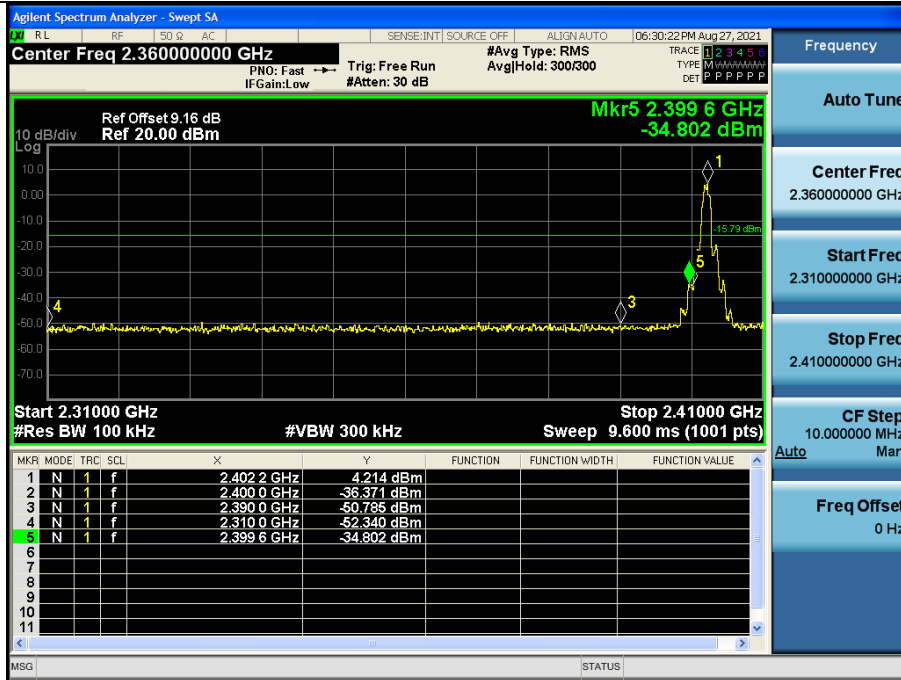 Agilent Spectrum Analyzer - Swept SA
LXI RL RF 50 Ω AC SENSE:INT SOURCE OFF ALIGN AUTO 06:30:22 PM Aug 27, 2021
Center Freq 2.360000000 GHz
#Avg Type: RMS
TRACE 1 2 3 4 5 6
PNO: Fast Trig: Free Run Avg|Hold: 300/300
TYPE M WWWWW
IFGain:Low #Atten: 30 dB
DET P P P P P P
Mkr5 2.399 6 GHz
-34.802 dBm
Ref Offset 9.16 dB
10 dB/div Ref 20.00 dBm
Log
10.0
0.00
-10.0
-20.0
-30.0
-40.0
-50.0
-60.0
-70.0
1
-15.79 dBm
5
3
4
Start 2.31000 GHz Stop 2.41000 GHz
#Res BW 100 kHz #VBW 300 kHz Sweep 9.600 ms (1001 pts)
MKR MODE TRC SCL X Y FUNCTION FUNCTION WIDTH FUNCTION VALUE
1 N 1 f 2.402 2 GHz 4.214 dBm
2 N 1 f 2.400 0 GHz -36.371 dBm
3 N 1 f 2.390 0 GHz -50.785 dBm
4 N 1 f 2.310 0 GHz -52.340 dBm
5 N 1 f 2.399 6 GHz -34.802 dBm
6
7
8
9
10
11
MSG STATUS
Frequency
Auto Tune
Center Freq
2.360000000 GHz
Start Freq
2.310000000 GHz
Stop Freq
2.410000000 GHz
CF Step
10.000000 MHz
Auto Man
Freq Offset
0 Hz